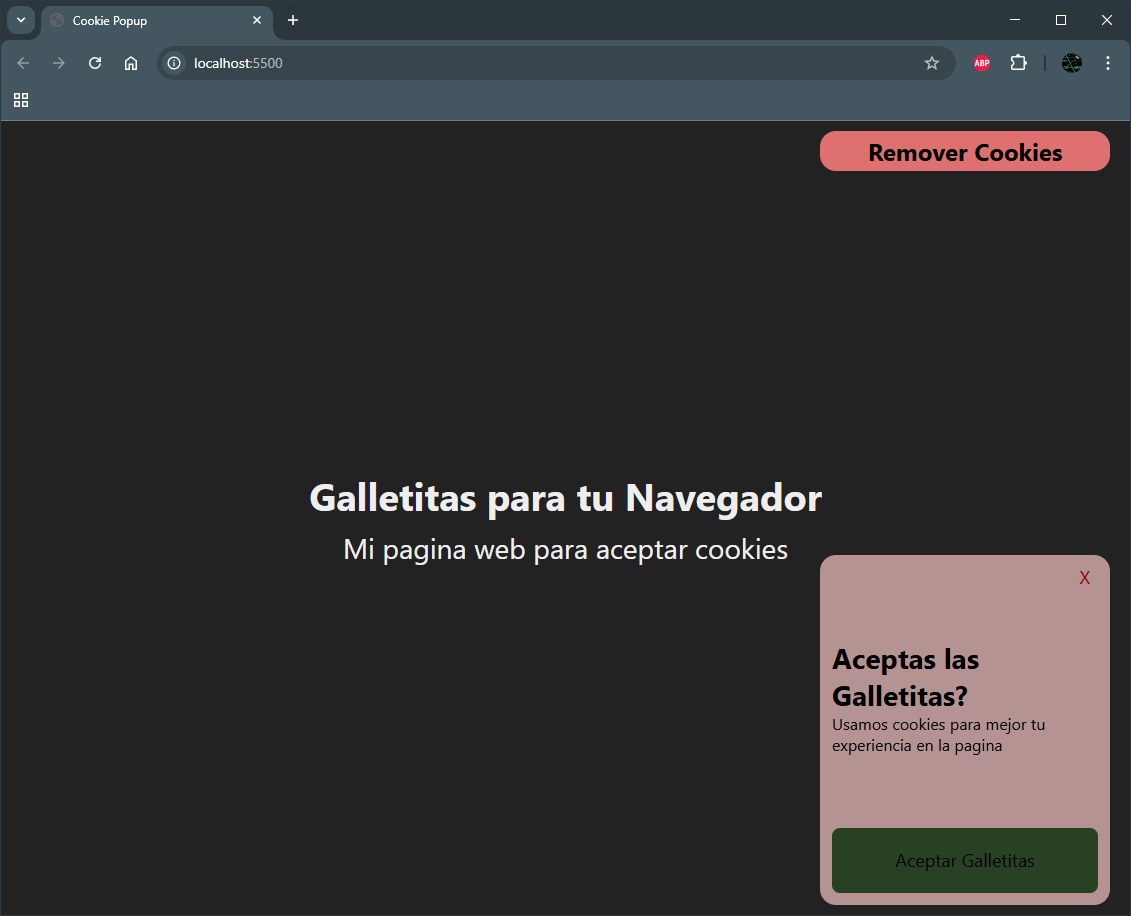 Cookie Popup
localhost:5500
ABP
Remover Cookies
Galletitas para tu Navegador
Mi pagina web para aceptar cookies
X
Aceptas las
Galletitas?
Usamos cookies para mejor tu
experiencia en la pagina
Aceptar Galletitas